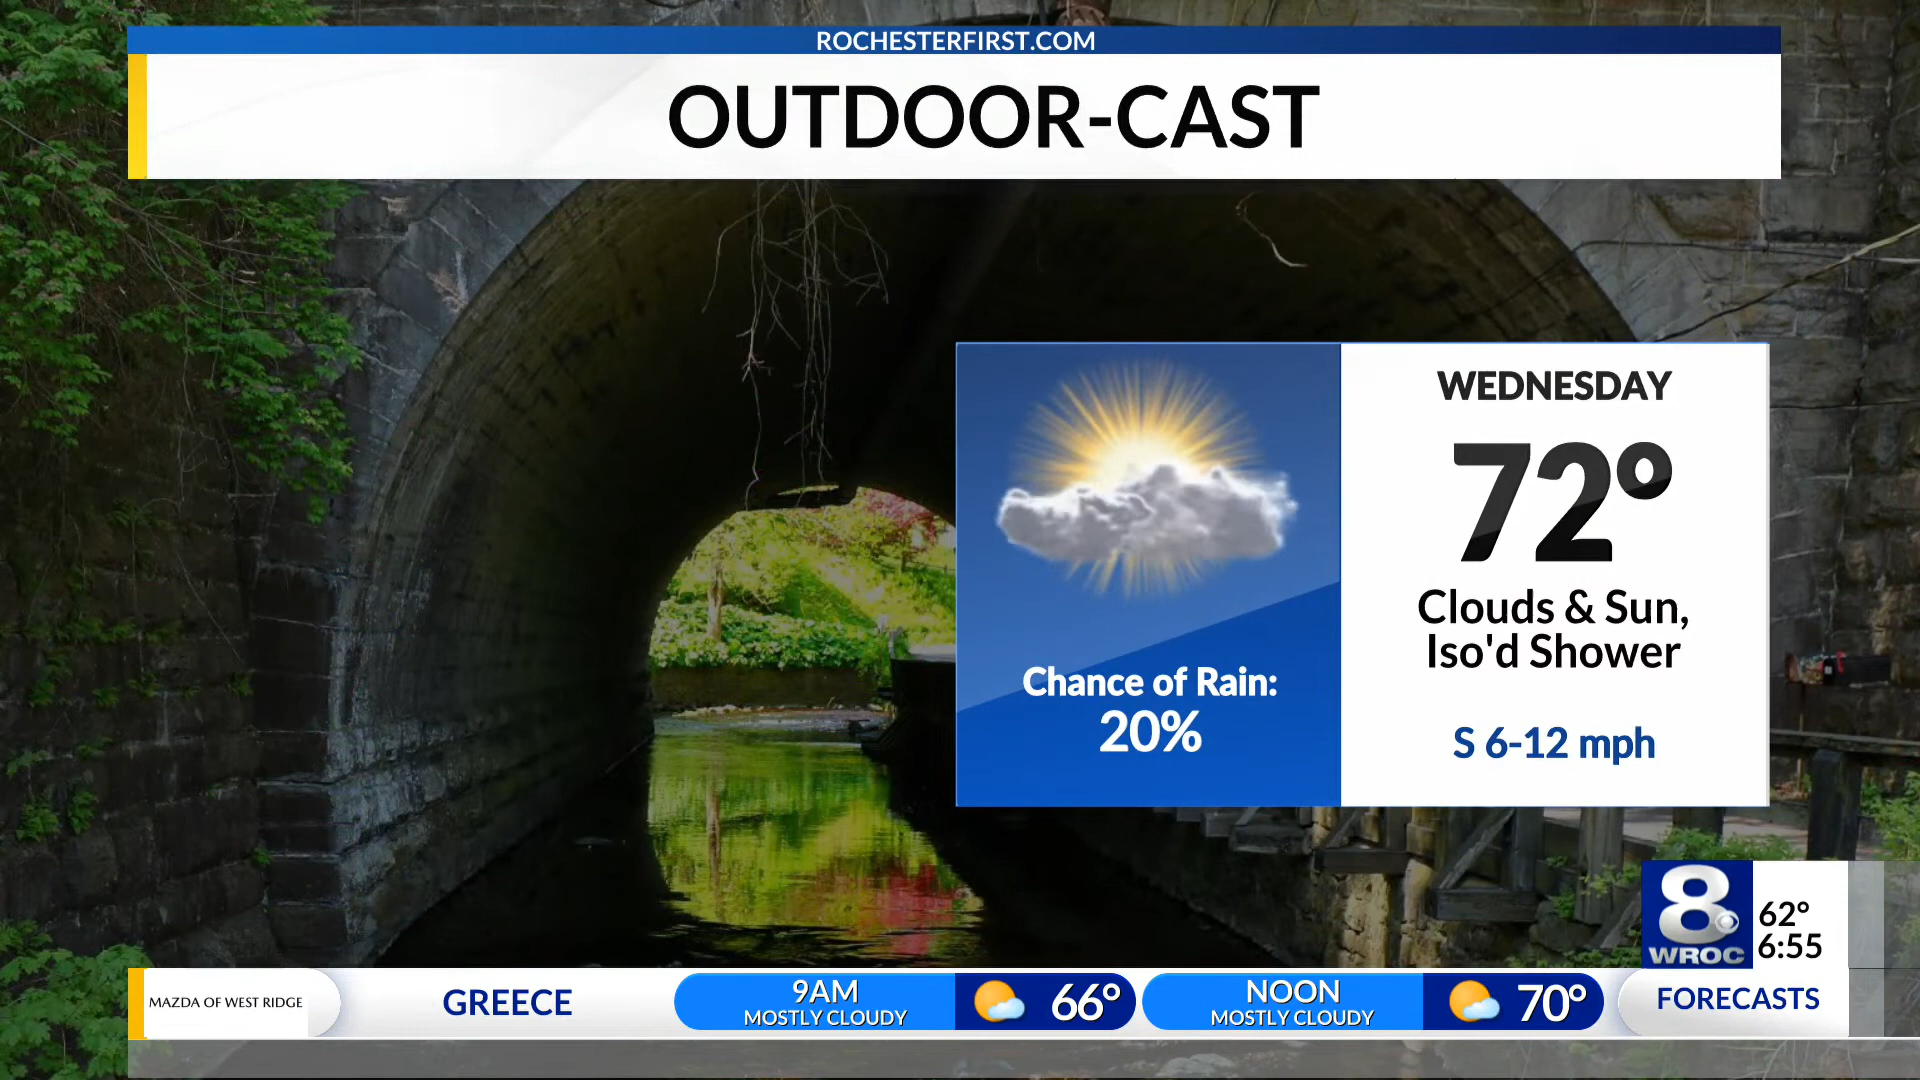 ROCHESTERFIRST.COM
OUTDOOR-CAST
WEDNESDAY
72°
Clouds & Sun,
Iso'd Shower
S 6-12 mph
Chance of Rain:
20%
8
WROC
62°
6:55
MAZDA OF WEST RIDGE
GREECE
9AM
MOSTLY CLOUDY
66°
NOON
MOSTLY CLOUDY
70°
FORECASTS